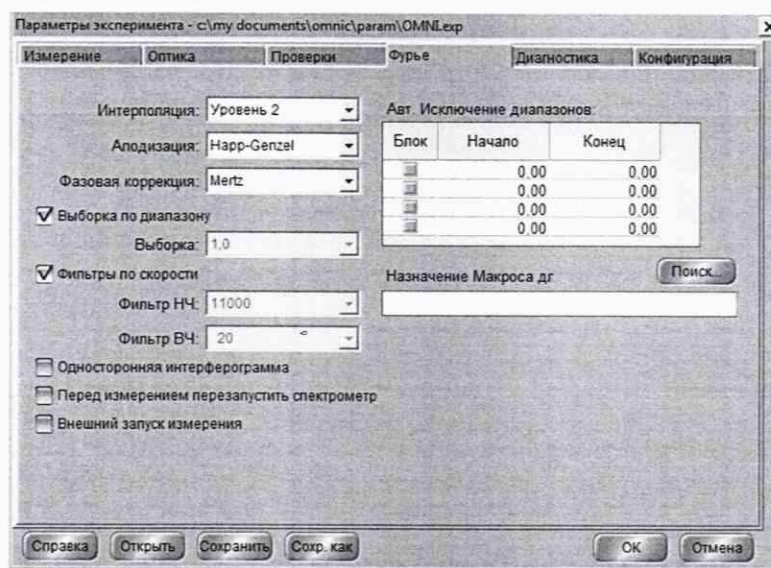 Параметры эксперимента - c:\my documents\omnic\param\OMNI.exp
Измерение Оптика Проверки Фурье Диагностика Конфигурация
Интерполяция: Уровень 2
Аподизация: Happ-Genzel
Фазовая коррекция: Mertz
Выборка по диапазону
Выборка: 1,0
Фильтры по скорости
Фильтр НЧ: 11000
Фильтр ВЧ: 20
Односторонняя интерферограмма
Перед измерением перезапустить спектрометр
Внешний запуск измерения
Авт. Исключение диапазонов:
Блок Начало Конец
0.00 0.00
0.00 0.00
0.00 0.00
0.00 0.00
Назначение Макроса дг
Поиск...
Справка Открыть Сохранить Сохр. как OK Отмена